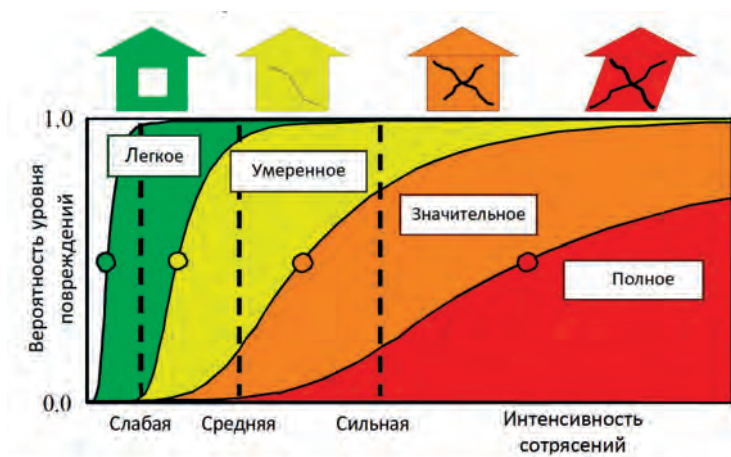 1.0
Легкое
Умеренное
Значительное
Полное
Вероятность уровня
повреждений
0.0
Слабая
Средняя
Сильная
Интенсивность
сотрясений